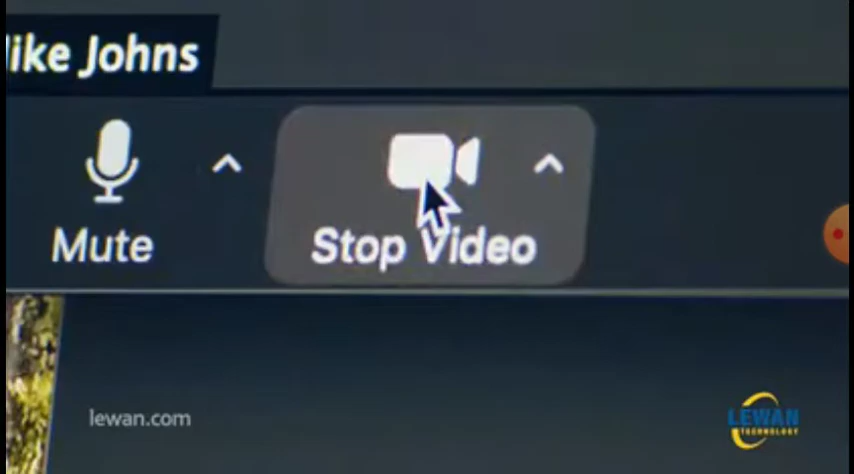 ike Johns
Mute
Stop Video
lewan.com
LEWAN
TECHNOLOGY